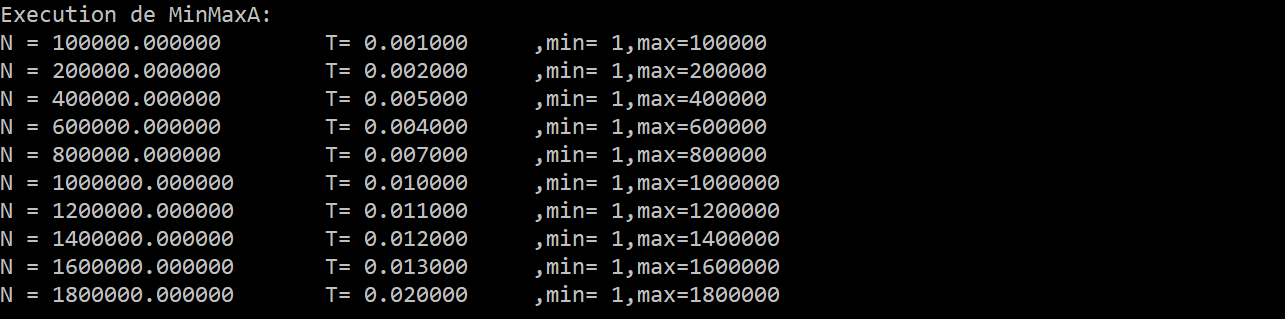 Execution de MinMaxA:
N = 100000.000000 T= 0.001000 ,min= 1,max=100000
N = 200000.000000 T= 0.002000 ,min= 1,max=200000
N = 400000.000000 T= 0.005000 ,min= 1,max=400000
N = 600000.000000 T= 0.004000 ,min= 1,max=600000
N = 800000.000000 T= 0.007000 ,min= 1,max=800000
N = 1000000.000000 T= 0.010000 ,min= 1,max=1000000
N = 1200000.000000 T= 0.011000 ,min= 1,max=1200000
N = 1400000.000000 T= 0.012000 ,min= 1,max=1400000
N = 1600000.000000 T= 0.013000 ,min= 1,max=1600000
N = 1800000.000000 T= 0.020000 ,min= 1,max=1800000